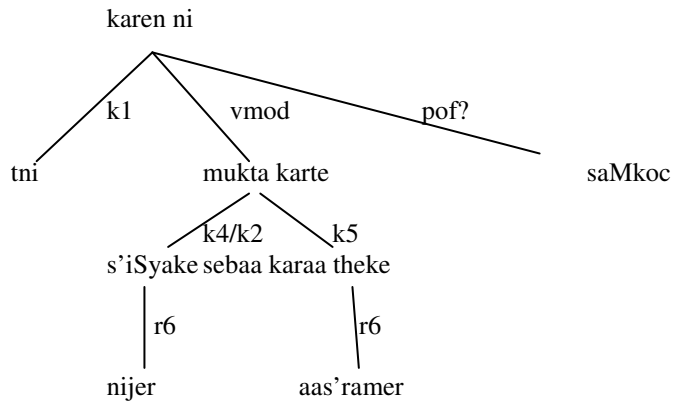 karen ni
k1 vmod pof?
tni mukta karte saMkoc
k4/k2 k5
s'iSyake sebaa karaa theke
r6 r6
nijer aas'ramer